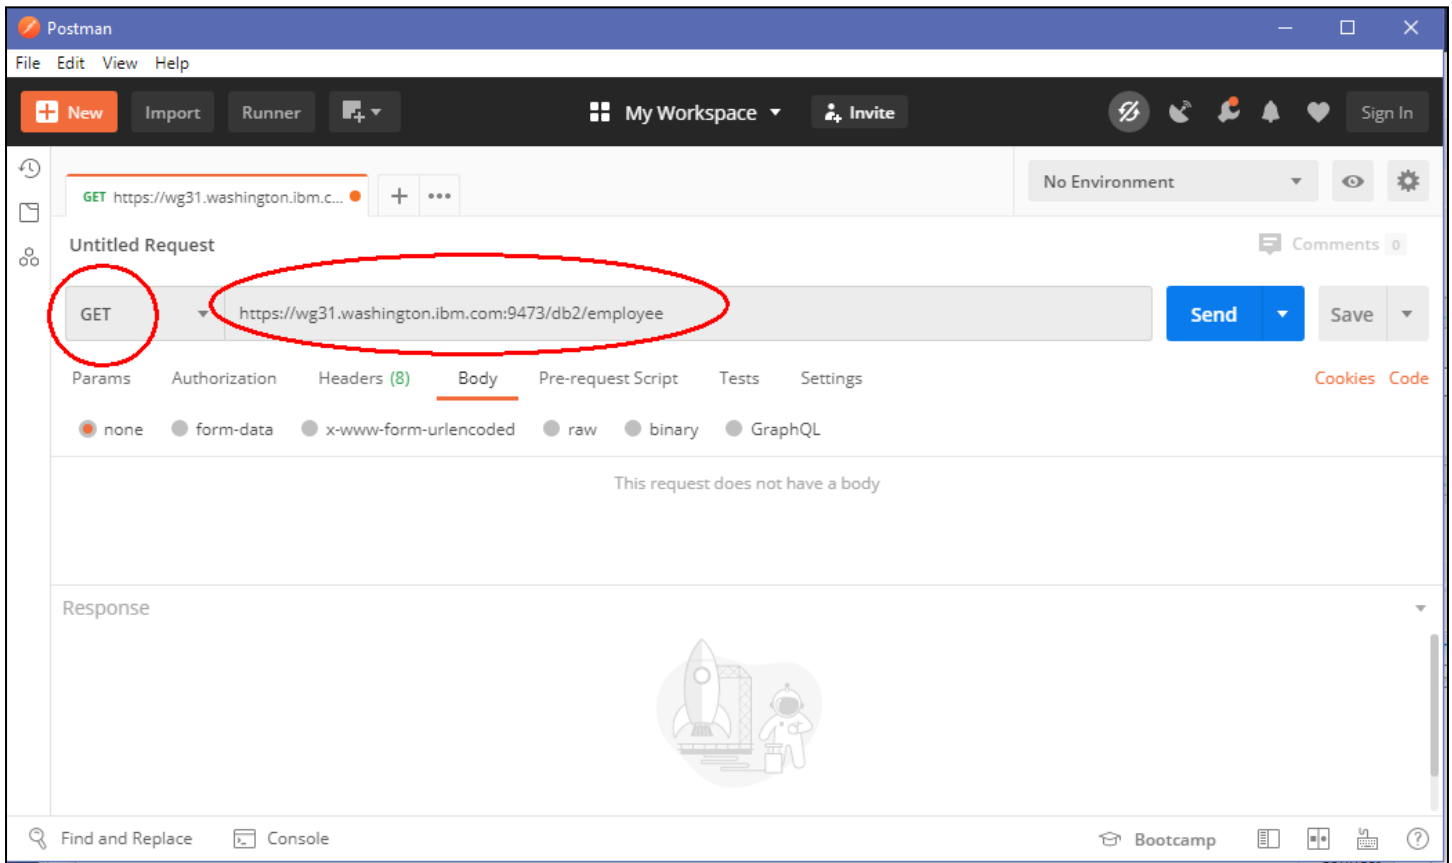 Postman
File Edit View Help
New Import Runner My Workspace Invite Sign In
GET https://wg31.washington.ibm.c... No Environment
Untitled Request Comments 0
GET https://wg31.washington.ibm.com:9473/db2/employee Send Save
Params Authorization Headers (8) Body Pre-request Script Tests Settings Cookies Code
none form-data x-www-form-urlencoded raw binary GraphQL
This request does not have a body
Response
Find and Replace Console Bootcamp